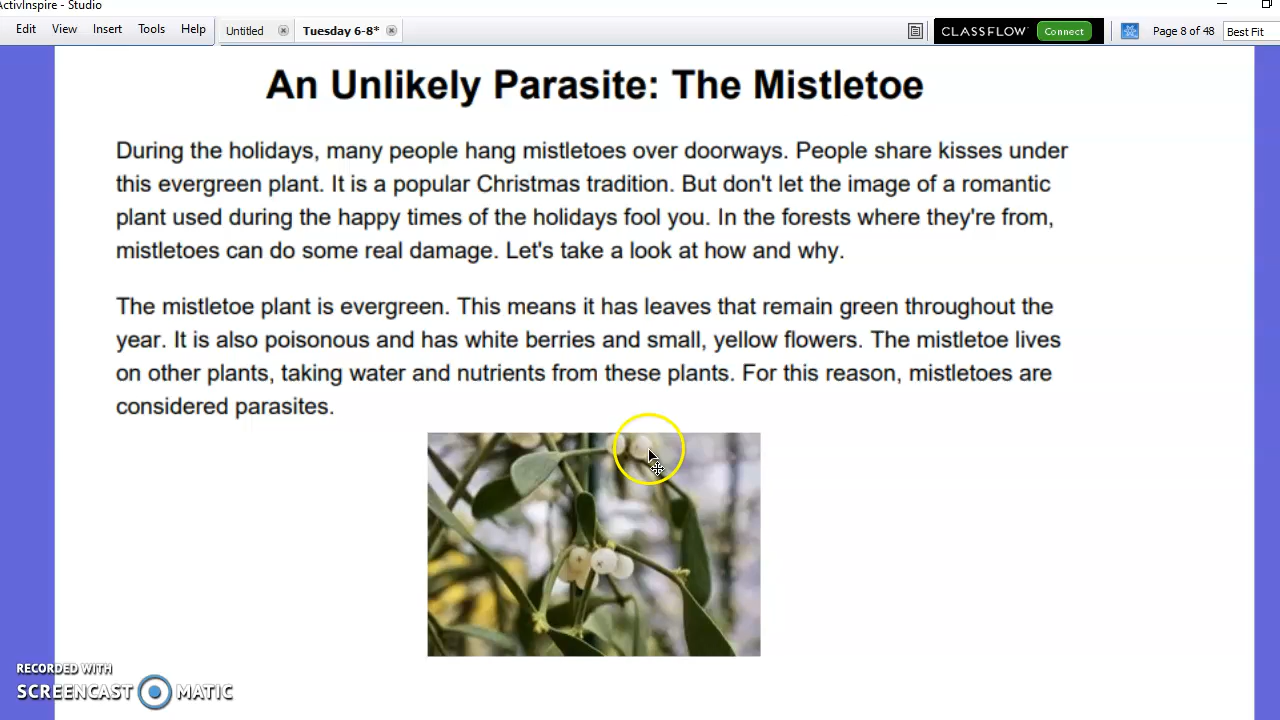 ActivInspire - Studio
Edit View Insert Tools Help Untitled Tuesday 6-8* CLASSFLOW Connect Page 8 of 48 Best Fit
An Unlikely Parasite: The Mistletoe
During the holidays, many people hang mistletoes over doorways. People share kisses under
this evergreen plant. It is a popular Christmas tradition. But don't let the image of a romantic
plant used during the happy times of the holidays fool you. In the forests where they're from,
mistletoes can do some real damage. Let's take a look at how and why.
The mistletoe plant is evergreen. This means it has leaves that remain green throughout the
year. It is also poisonous and has white berries and small, yellow flowers. The mistletoe lives
on other plants, taking water and nutrients from these plants. For this reason, mistletoes are
considered parasites.
RECORDED WITH
SCREENCAST MATIC